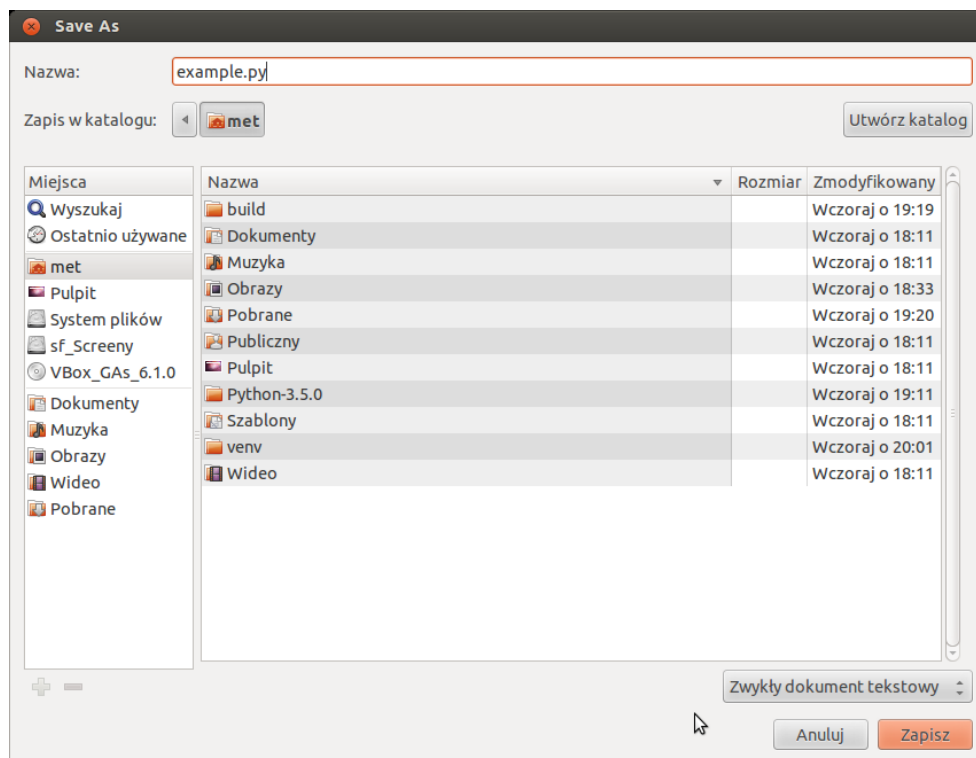 Save As
Nazwa: example.py
Zapis w katalogu: met Utwórz katalog
Miejsca
Wyszukaj
Ostatnio używane
met
Pulpit
System plików
sf_Screeny
VBox_GAs_6.1.0
Dokumenty
Muzyka
Obrazy
Wideo
Pobrane
Nazwa Rozmiar Zmodyfikowany
build Wczoraj o 19:19
Dokumenty Wczoraj o 18:11
Muzyka Wczoraj o 18:11
Obrazy Wczoraj o 18:33
Pobrane Wczoraj o 19:20
Publiczny Wczoraj o 18:11
Pulpit Wczoraj o 18:11
Python-3.5.0 Wczoraj o 19:11
Szablony Wczoraj o 18:11
venv Wczoraj o 20:01
Wideo Wczoraj o 18:11
Zwykły dokument tekstowy
Anuluj Zapisz